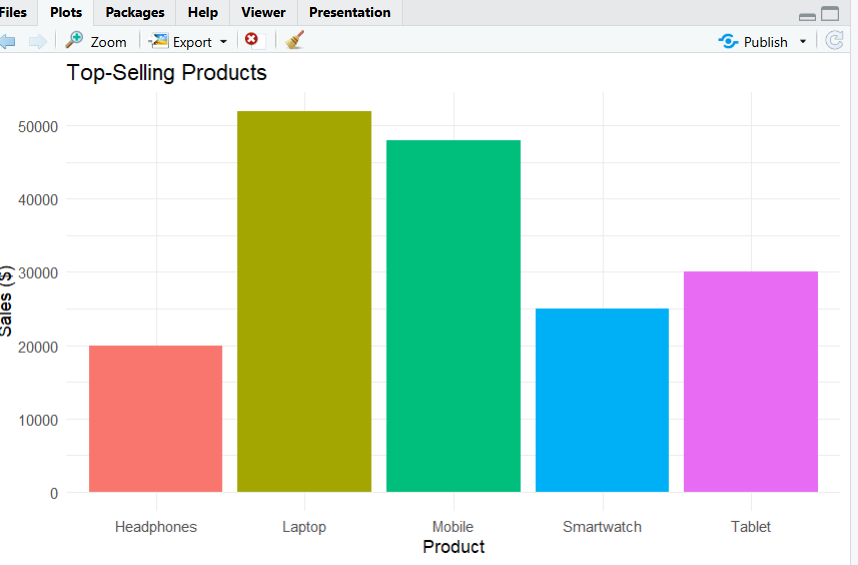 Files Plots Packages Help Viewer Presentation
Zoom Export Publish
Top-Selling Products
50000
40000
30000
20000
10000
0
Sales ($)
Headphones Laptop Mobile Smartwatch Tablet
Product